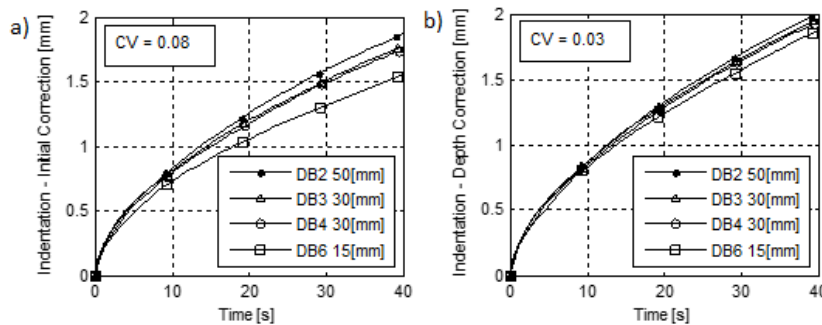 a)
Indentation - Initial Correction [mm]
2
1.5
1
0.5
0
CV = 0.08
DB2 50[mm]
DB3 30[mm]
DB4 30[mm]
DB6 15[mm]
0 10 20 30 40
Time [s]
b)
Indentation - Depth Correction [mm]
2
1.5
1
0.5
0
CV = 0.03
DB2 50[mm]
DB3 30[mm]
DB4 30[mm]
DB6 15[mm]
0 10 20 30 40
Time [s]